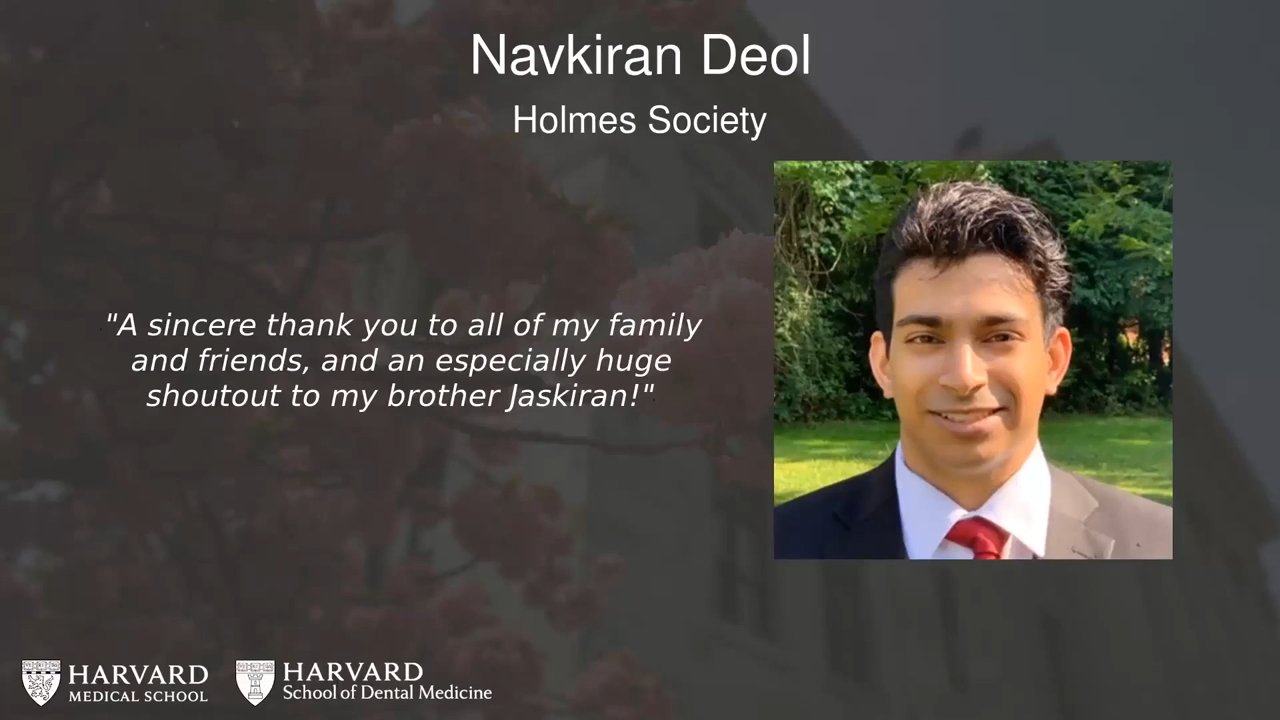 Navkiran Deol
Holmes Society
"A sincere thank you to all of my family
and friends, and an especially huge
shoutout to my brother Jaskiran!"
HARVARD
MEDICAL SCHOOL
HARVARD
School of Dental Medicine